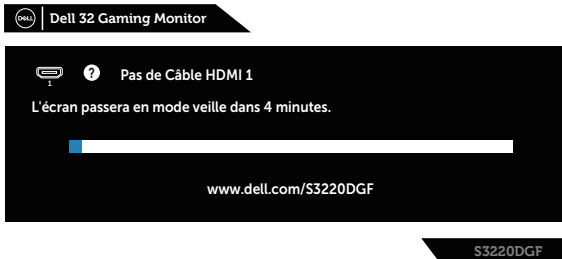 DELL Dell 32 Gaming Monitor
1 ? Pas de Câble HDMI 1
L'écran passera en mode veille dans 4 minutes.
www.dell.com/S3220DGF
S3220DGF